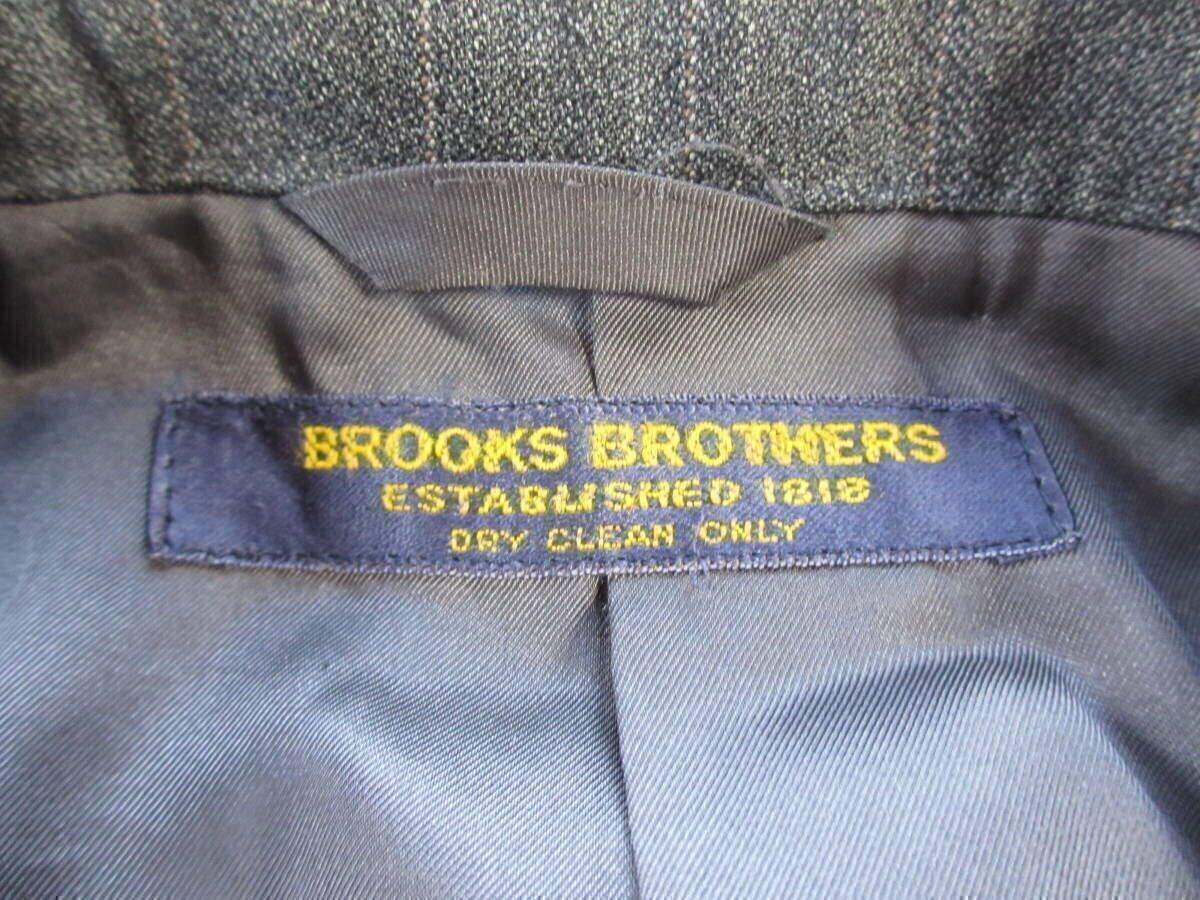 BROOKS BROTHERS
ESTABLISHED 1818
DRY CLEAN ONLY